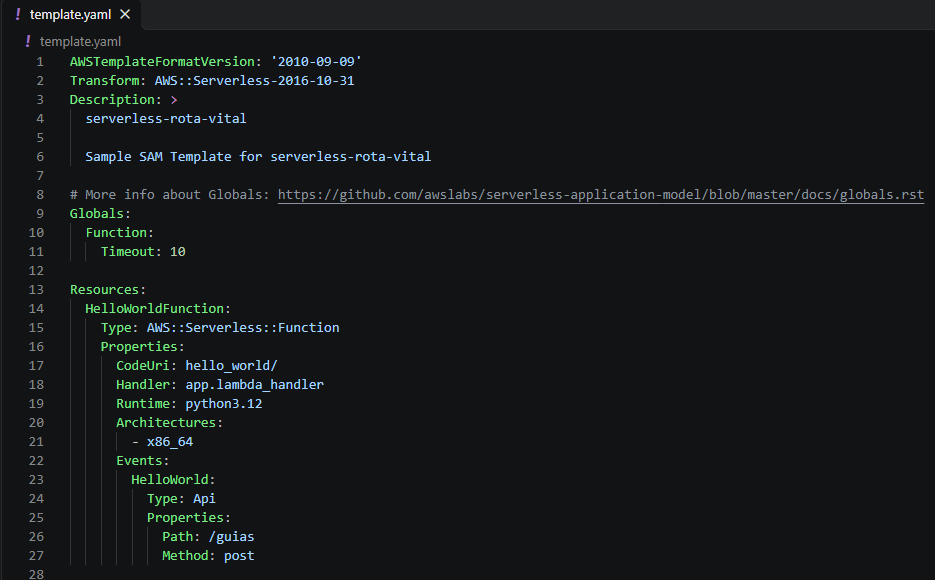 ! template.yaml ×
! template.yaml
1 AWSTemplateFormatVersion: '2010-09-09'
2 Transform: AWS::Serverless-2016-10-31
3 Description: >
4   serverless-rota-vital
5
6   Sample SAM Template for serverless-rota-vital
7
8 # More info about Globals: https://github.com/awslabs/serverless-application-model/blob/master/docs/globals.rst
9 Globals:
10   Function:
11     Timeout: 10
12
13 Resources:
14   HelloWorldFunction:
15     Type: AWS::Serverless::Function
16     Properties:
17       CodeUri: hello_world/
18       Handler: app.lambda_handler
19       Runtime: python3.12
20       Architectures:
21         - x86_64
22       Events:
23         HelloWorld:
24           Type: Api
25           Properties:
26             Path: /guias
27             Method: post
28